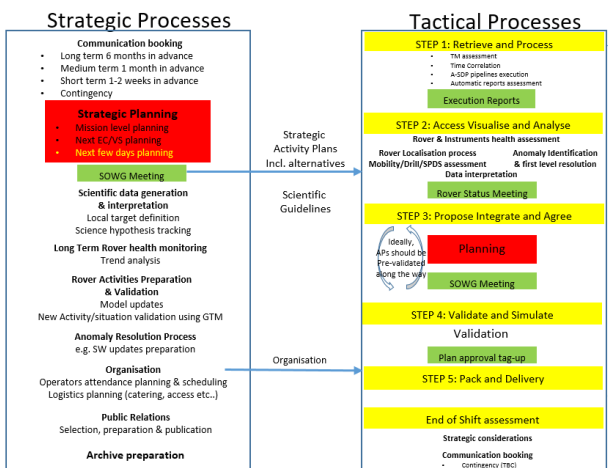 Strategic Processes
Communication booking
• Long term 6 months in advance
• Medium term 1 month in advance
• Short term 1-2 weeks in advance
• Contingency
Strategic Planning
• Mission level planning
• Next EC/VS planning
• Next few days planning
SOWG Meeting
Scientific data generation
& interpretation
Local target definition
Science hypothesis tracking
Long Term Rover health monitoring
Trend analysis
Rover Activities Preparation
& Validation
Model updates
New Activity/situation validation using GTM
Anomaly Resolution Process
e.g. SW updates preparation
Organisation
Operators attendance planning & scheduling
Logistics planning (catering, access etc..)
Public Relations
Selection, preparation & publication
Archive preparation
Strategic
Activity Plans
Incl. alternatives
Scientific
Guidelines
Organisation
Tactical Processes
STEP 1: Retrieve and Process
• TM assessment
• Time Correlation
• A-SDP pipelines execution
• Automatic reports assessment
Execution Reports
STEP 2: Access Visualise and Analyse
Rover & Instruments health assessment
Rover Localisation process
Mobility/Drill/SPDS assessment
Anomaly Identification
& first level resolution
Data interpretation
Rover Status Meeting
STEP 3: Propose Integrate and Agree
Ideally,
APs should be
Pre-validated
along the way
Planning
SOWG Meeting
STEP 4: Validate and Simulate
Validation
Plan approval tag-up
STEP 5: Pack and Delivery
End of Shift assessment
Strategic considerations
Communication booking
• Contingency (TBC)